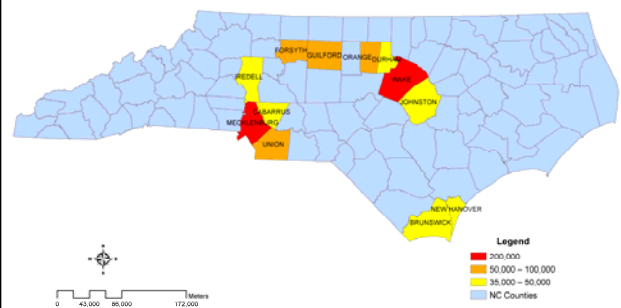 FORSYTH
GUILFORD
ORANGE
DURHAM
WAKE
IREDELL
JOHNSTON
CABARRUS
MECKLENBURG
UNION
NEW HANOVER
BRUNSWICK
Legend
200,000
50,000 – 100,000
35,000 – 50,000
NC Counties
Meters
0 43,000 86,000 172,000